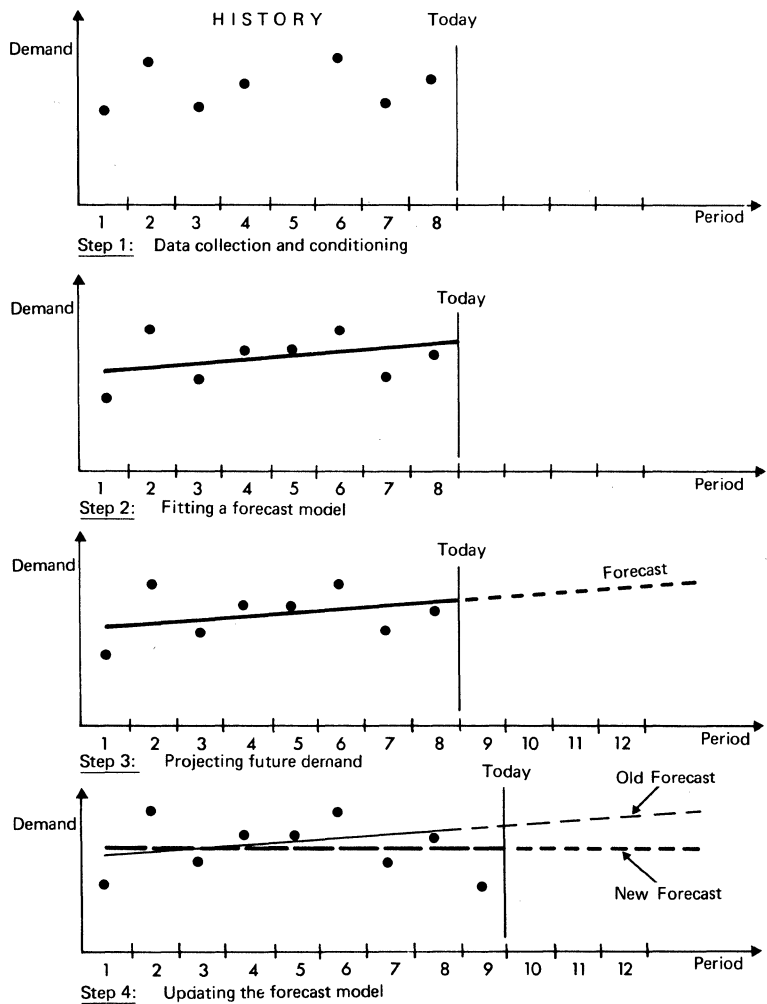 HISTORY
Today
Demand
1 2 3 4 5 6 7 8
Period
Step 1: Data collection and conditioning
Today
Demand
1 2 3 4 5 6 7 8
Period
Step 2: Fitting a forecast model
Today
Demand
Forecast
1 2 3 4 5 6 7 8 9 10 11 12
Period
Step 3: Projecting future demand
Today
Old Forecast
Demand
New Forecast
1 2 3 4 5 6 7 8 9 10 11 12
Period
Step 4: Updating the forecast model